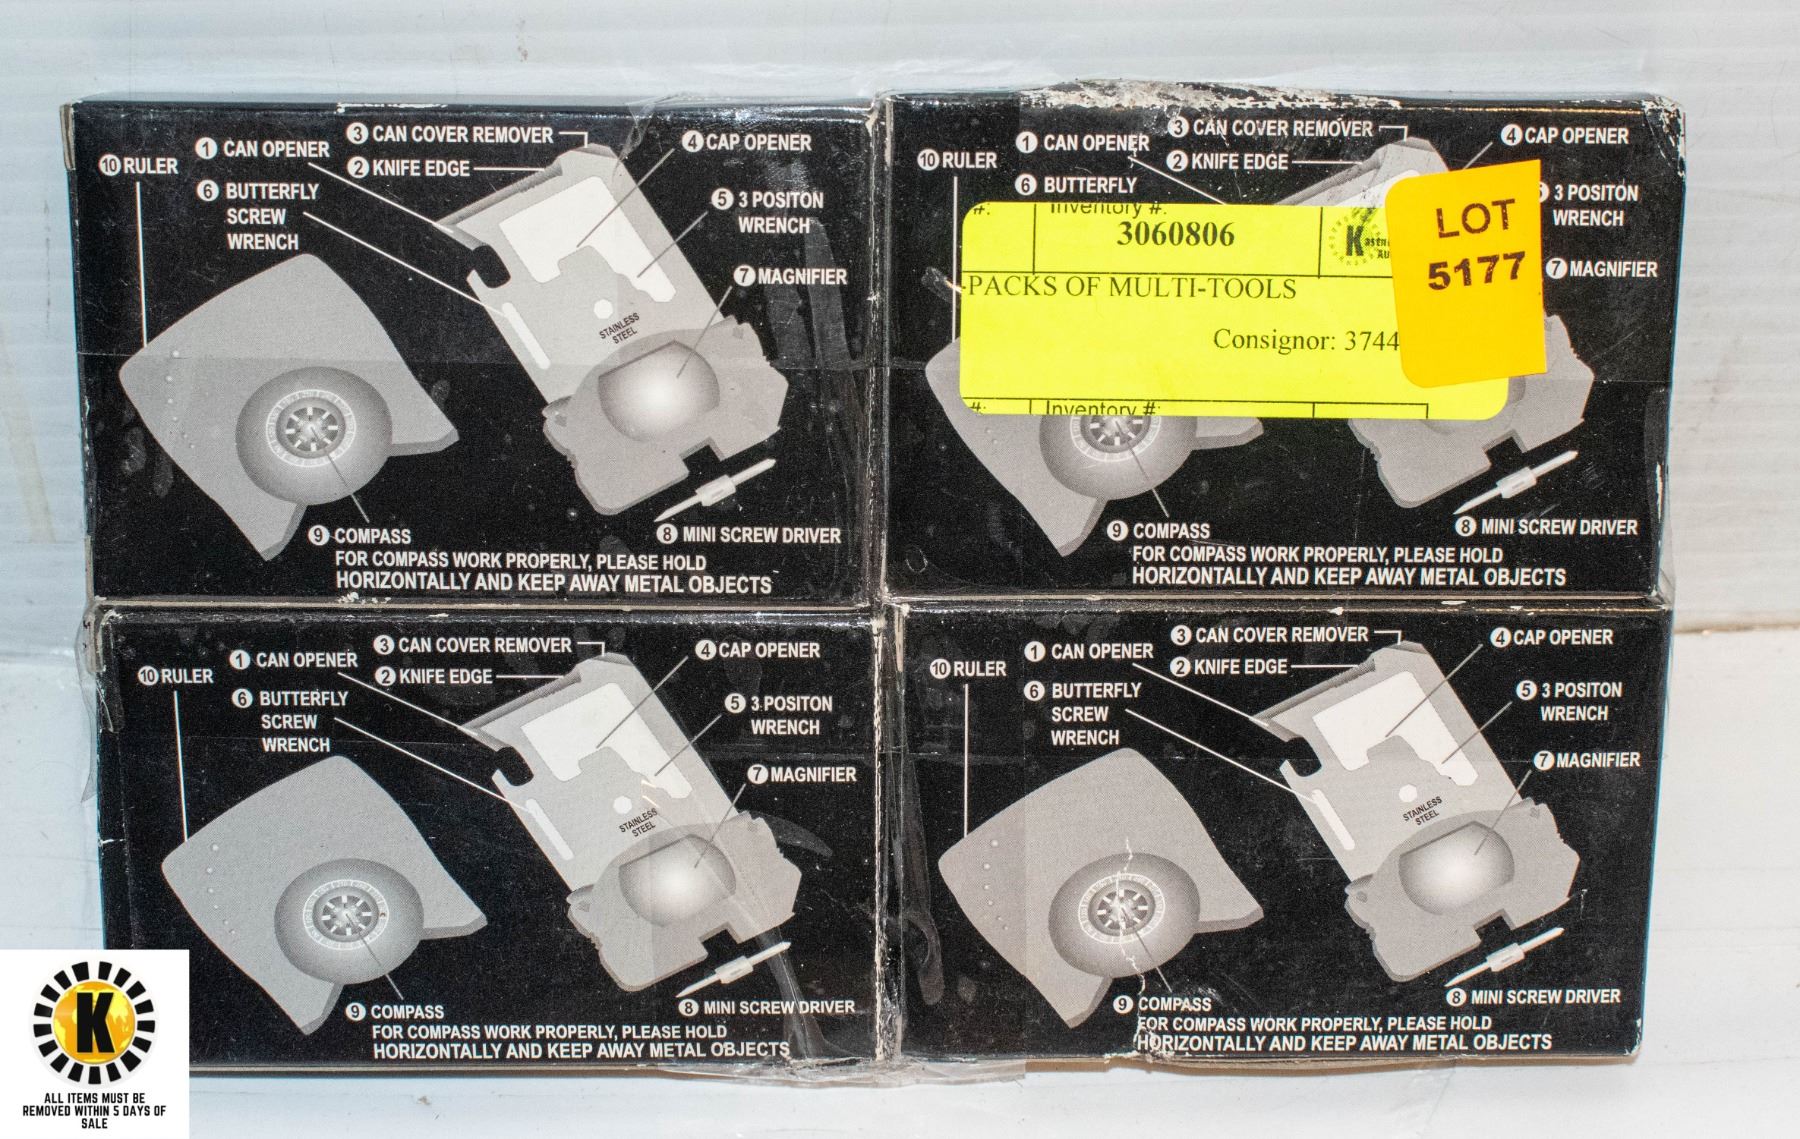 ③ CAN COVER REMOVER
① CAN OPENER
④ CAP OPENER
⑩ RULER
② KNIFE EDGE
⑥ BUTTERFLY
SCREW
WRENCH
⑤ 3 POSITON
WRENCH
⑦ MAGNIFIER
STAINLESS
STEEL
⑨ COMPASS
⑧ MINI SCREW DRIVER
FOR COMPASS WORK PROPERLY, PLEASE HOLD
HORIZONTALLY AND KEEP AWAY METAL OBJECTS
③ CAN COVER REMOVER
① CAN OPENER
④ CAP OPENER
⑩ RULER
② KNIFE EDGE
⑥ BUTTERFLY
3 POSITON
WRENCH
⑦ MAGNIFIER
#: Inventory #:
3060806
-PACKS OF MULTI-TOOLS
Consignor: 3744
#: Inventory #:
LOT
5177
⑨ COMPASS
⑧ MINI SCREW DRIVER
FOR COMPASS WORK PROPERLY, PLEASE HOLD
HORIZONTALLY AND KEEP AWAY METAL OBJECTS
③ CAN COVER REMOVER
① CAN OPENER
④ CAP OPENER
⑩ RULER
② KNIFE EDGE
⑥ BUTTERFLY
SCREW
WRENCH
⑤ 3 POSITON
WRENCH
⑦ MAGNIFIER
STAINLESS
STEEL
⑨ COMPASS
⑧ MINI SCREW DRIVER
FOR COMPASS WORK PROPERLY, PLEASE HOLD
HORIZONTALLY AND KEEP AWAY METAL OBJECTS
③ CAN COVER REMOVER
① CAN OPENER
④ CAP OPENER
⑩ RULER
② KNIFE EDGE
⑥ BUTTERFLY
SCREW
WRENCH
⑤ 3 POSITON
WRENCH
⑦ MAGNIFIER
STAINLESS
STEEL
⑨ COMPASS
⑧ MINI SCREW DRIVER
FOR COMPASS WORK PROPERLY, PLEASE HOLD
HORIZONTALLY AND KEEP AWAY METAL OBJECTS
K
ALL ITEMS MUST BE
REMOVED WITHIN 5 DAYS OF
SALE